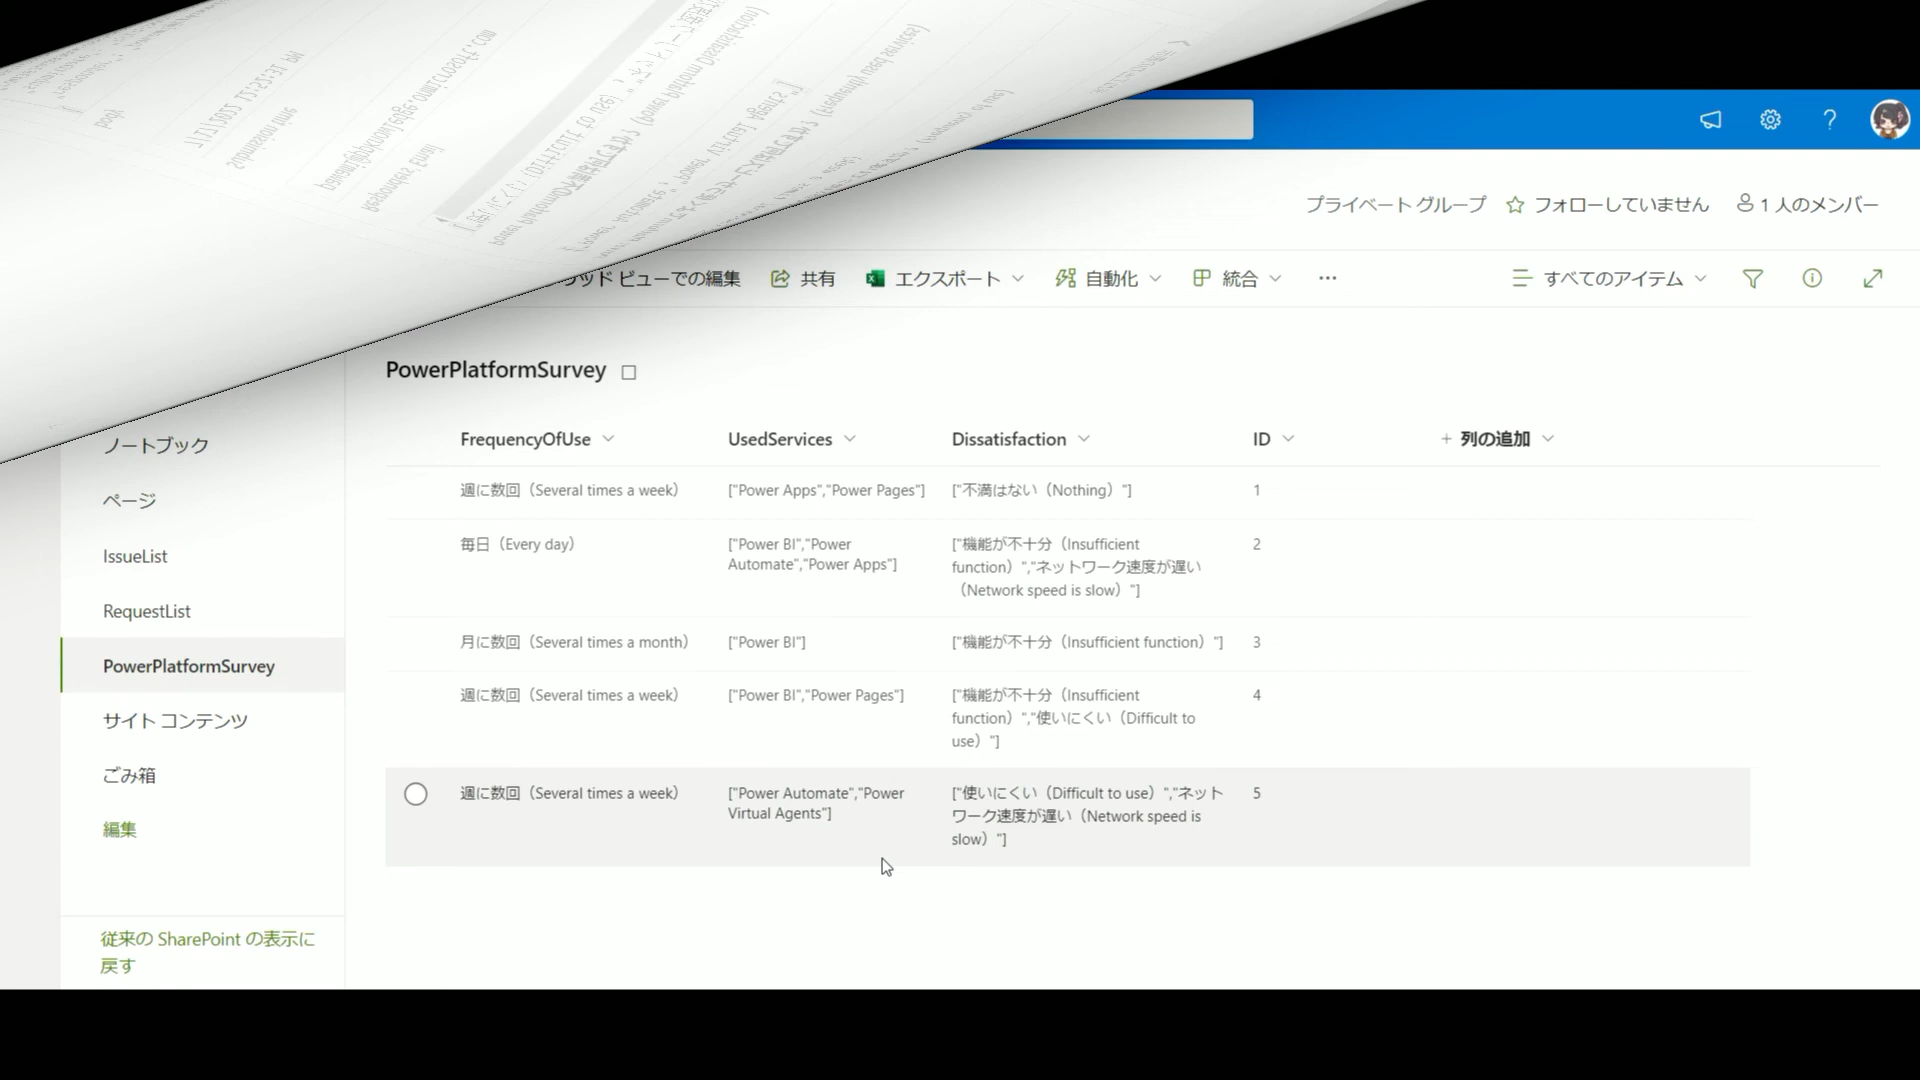 プライベート グループ
フォローしていません
1 人のメンバー
ッド ビューでの編集
共有
エクスポート
自動化
統合
すべてのアイテム
PowerPlatformSurvey
FrequencyOfUse
UsedServices
Dissatisfaction
ID
+ 列の追加
週に数回（Several times a week）
["Power Apps","Power Pages"]
["不満はない（Nothing）"]
1
毎日（Every day）
["Power BI","Power
Automate","Power Apps"]
["機能が不十分（Insufficient
function）","ネットワーク速度が遅い
（Network speed is slow）"]
2
月に数回（Several times a month）
["Power BI"]
["機能が不十分（Insufficient function）"]
3
週に数回（Several times a week）
["Power BI","Power Pages"]
["機能が不十分（Insufficient
function）","使いにくい（Difficult to
use）"]
4
週に数回（Several times a week）
["Power Automate","Power
Virtual Agents"]
["使いにくい（Difficult to use）","ネット
ワーク速度が遅い（Network speed is
slow）"]
5
ノートブック
ページ
IssueList
RequestList
PowerPlatformSurvey
サイト コンテンツ
ごみ箱
編集
従来の SharePoint の表示に
戻す